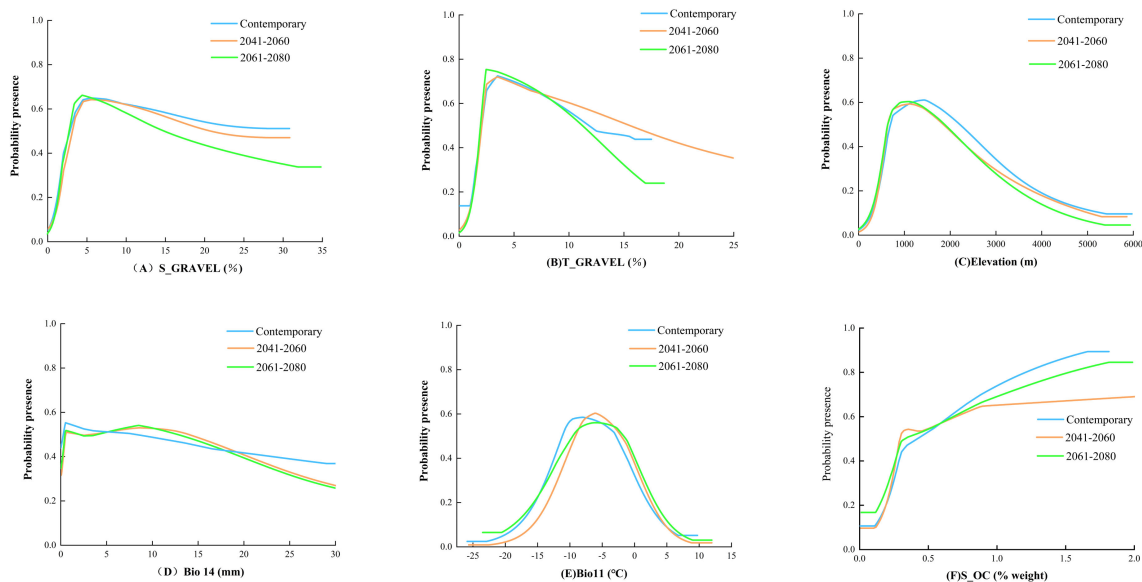 Contemporary
2041-2060
2061-2080
Probability presence
1.0
0.8
0.6
0.4
0.2
0.0
0 5 10 15 20 25 30 35
（A）S_GRAVEL (%)
Contemporary
2041-2060
2061-2080
Probability presence
1.0
0.8
0.6
0.4
0.2
0.0
0 5 10 15 20 25
(B)T_GRAVEL (%)
Contemporary
2041-2060
2061-2080
Probability presence
1.0
0.8
0.6
0.4
0.2
0.0
0 1000 2000 3000 4000 5000 6000
(C)Elevation (m)
Contemporary
2041-2060
2061-2080
Probability presence
1.0
0.8
0.6
0.4
0.2
0.0
0 10 20 30
（D）Bio 14 (mm)
Contemporary
2041-2060
2061-2080
Probability presence
1.0
0.8
0.6
0.4
0.2
0.0
-25 -20 -15 -10 -5 0 5 10 15
(E)Bio11 (°C)
Contemporary
2041-2060
2061-2080
Probability presence
1.0
0.8
0.6
0.4
0.2
0.0
0.0 0.5 1.0 1.5 2.0
(F)S_OC (% weight)